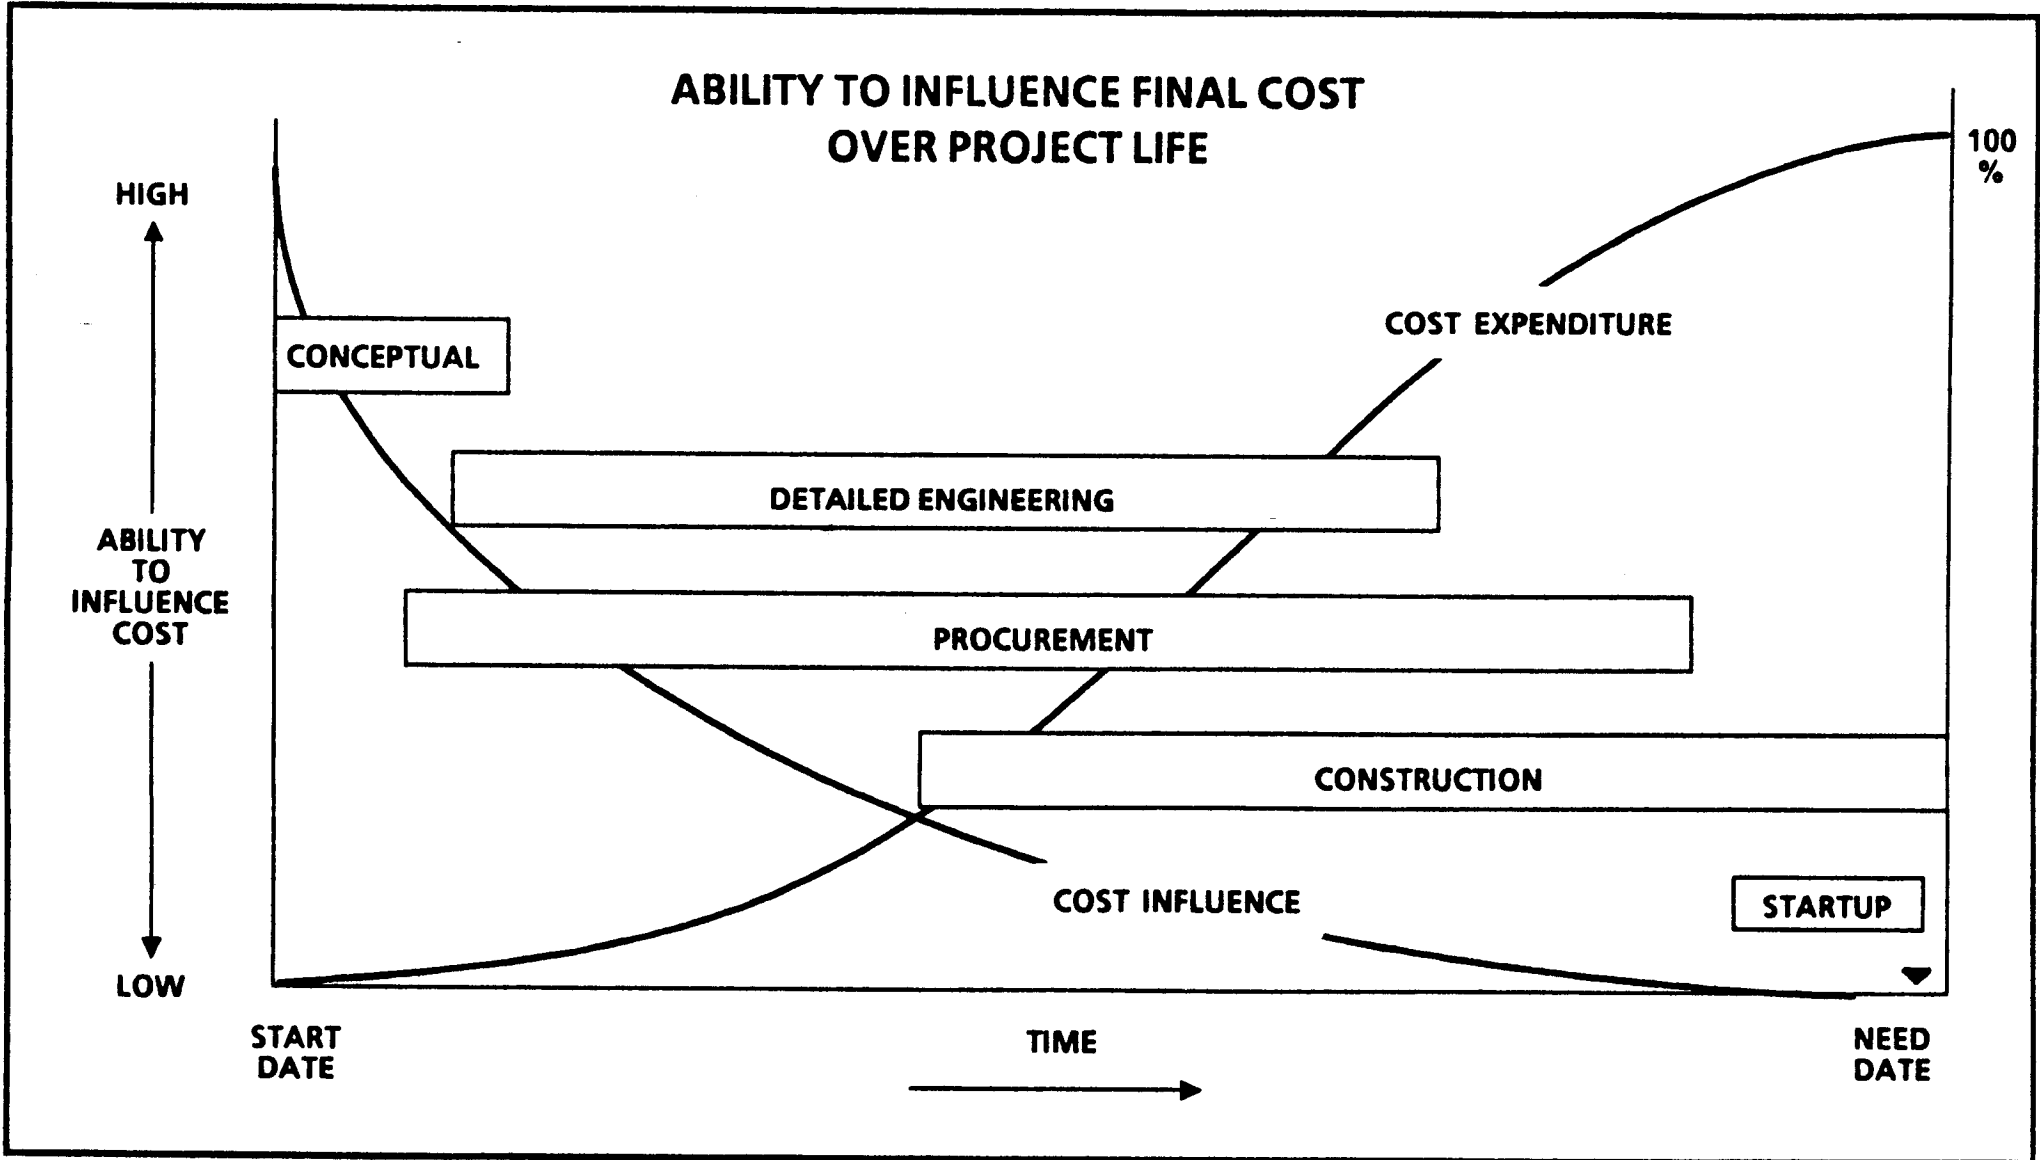 ABILITY TO INFLUENCE FINAL COST
OVER PROJECT LIFE
HIGH
ABILITY
TO
INFLUENCE
COST
LOW
100
%
COST EXPENDITURE
CONCEPTUAL
DETAILED ENGINEERING
PROCUREMENT
CONSTRUCTION
COST INFLUENCE
STARTUP
START
DATE
TIME
NEED
DATE